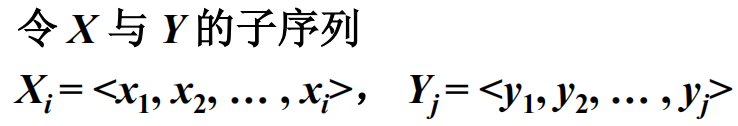 令 X 与 Y 的子序列
Xᵢ = <x₁, x₂, … , xᵢ>， Yⱼ = <y₁, y₂, … , yⱼ>